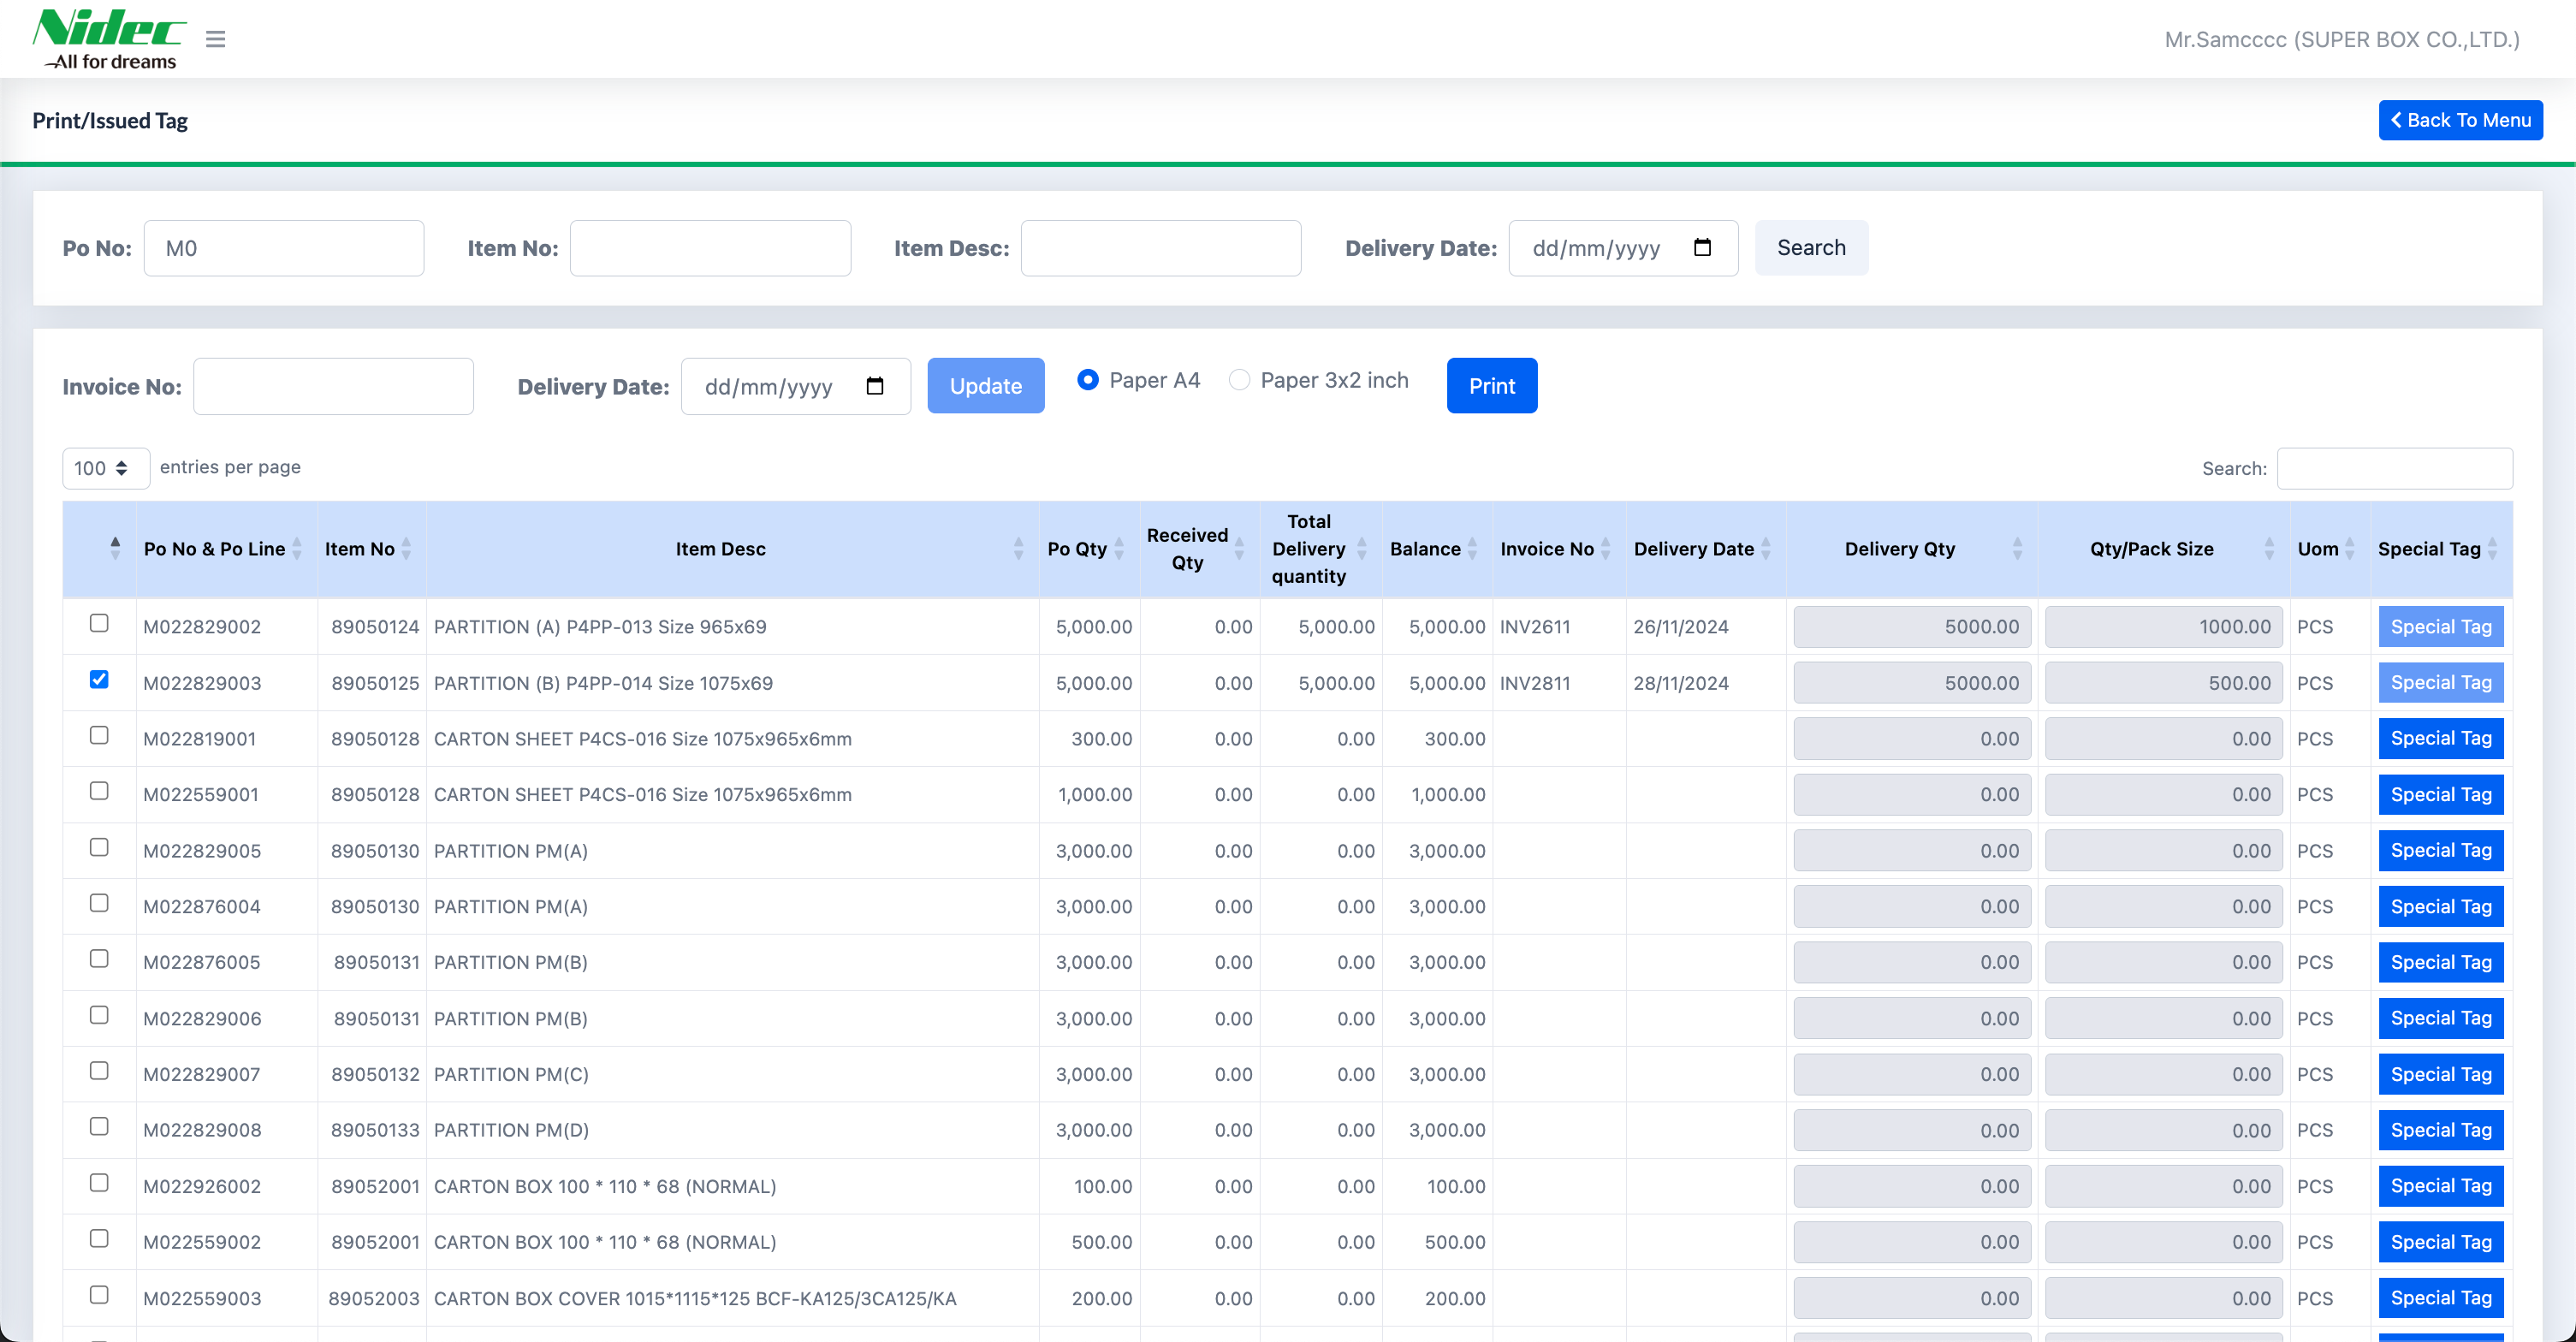 Nidec
All for dreams
Mr.Samcccc (SUPER BOX CO.,LTD.)
Print/Issued Tag
Back To Menu
Po No: M0 Item No: Item Desc: Delivery Date: dd/mm/yyyy Search
Invoice No: Delivery Date: dd/mm/yyyy Update Paper A4 Paper 3x2 inch Print
100 entries per page Search:
Po No & Po Line Item No Item Desc Po Qty Received Qty Total Delivery quantity Balance Invoice No Delivery Date Delivery Qty Qty/Pack Size Uom Special Tag
M022829002 89050124 PARTITION (A) P4PP-013 Size 965x69 5,000.00 0.00 5,000.00 5,000.00 INV2611 26/11/2024 5000.00 1000.00 PCS Special Tag
M022829003 89050125 PARTITION (B) P4PP-014 Size 1075x69 5,000.00 0.00 5,000.00 5,000.00 INV2811 28/11/2024 5000.00 500.00 PCS Special Tag
M022819001 89050128 CARTON SHEET P4CS-016 Size 1075x965x6mm 300.00 0.00 0.00 300.00 0.00 0.00 PCS Special Tag
M022559001 89050128 CARTON SHEET P4CS-016 Size 1075x965x6mm 1,000.00 0.00 0.00 1,000.00 0.00 0.00 PCS Special Tag
M022829005 89050130 PARTITION PM(A) 3,000.00 0.00 0.00 3,000.00 0.00 0.00 PCS Special Tag
M022876004 89050130 PARTITION PM(A) 3,000.00 0.00 0.00 3,000.00 0.00 0.00 PCS Special Tag
M022876005 89050131 PARTITION PM(B) 3,000.00 0.00 0.00 3,000.00 0.00 0.00 PCS Special Tag
M022829006 89050131 PARTITION PM(B) 3,000.00 0.00 0.00 3,000.00 0.00 0.00 PCS Special Tag
M022829007 89050132 PARTITION PM(C) 3,000.00 0.00 0.00 3,000.00 0.00 0.00 PCS Special Tag
M022829008 89050133 PARTITION PM(D) 3,000.00 0.00 0.00 3,000.00 0.00 0.00 PCS Special Tag
M022926002 89052001 CARTON BOX 100 * 110 * 68 (NORMAL) 100.00 0.00 0.00 100.00 0.00 0.00 PCS Special Tag
M022559002 89052001 CARTON BOX 100 * 110 * 68 (NORMAL) 500.00 0.00 0.00 500.00 0.00 0.00 PCS Special Tag
M022559003 89052003 CARTON BOX COVER 1015*1115*125 BCF-KA125/3CA125/KA 200.00 0.00 0.00 200.00 0.00 0.00 PCS Special Tag